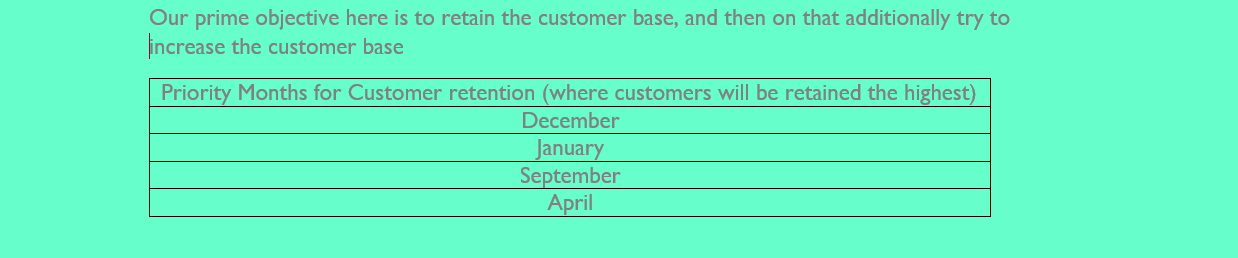 Our prime objective here is to retain the customer base, and then on that additionally try to
increase the customer base
Priority Months for Customer retention (where customers will be retained the highest)
December
January
September
April